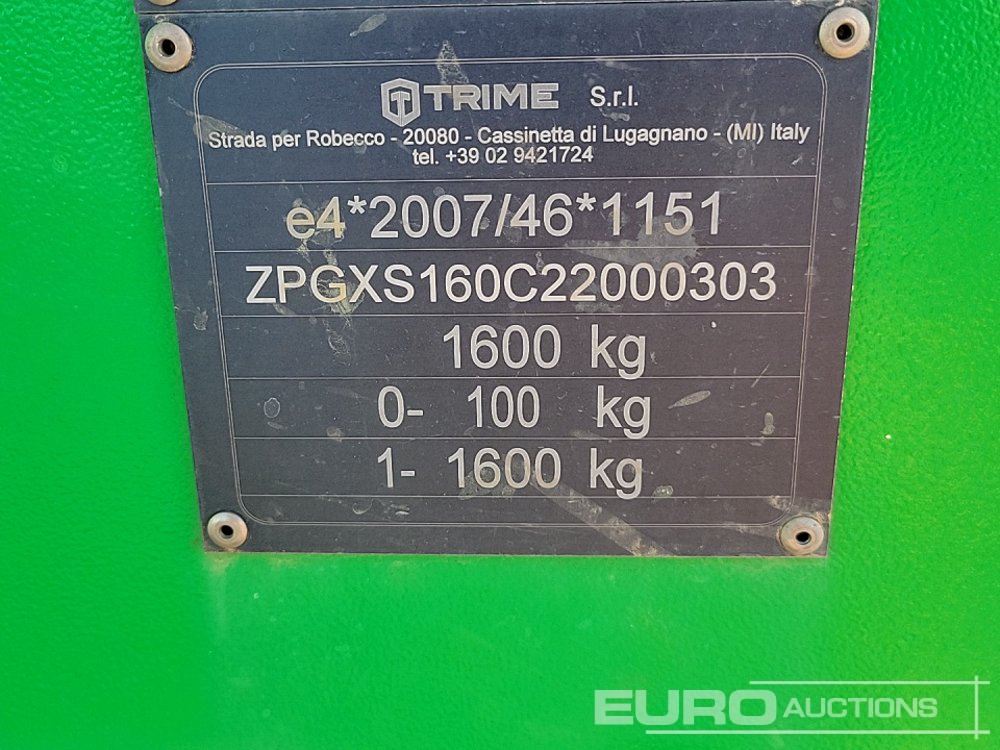 TRIME S.r.l.
Strada per Robecco - 20080 - Cassinetta di Lugagnano - (MI) Italy
tel. +39 02 9421724
e4*2007/46*1151
ZPGXS160C22000303
1600 kg
0- 100 kg
1- 1600 kg
EURO AUCTIONS